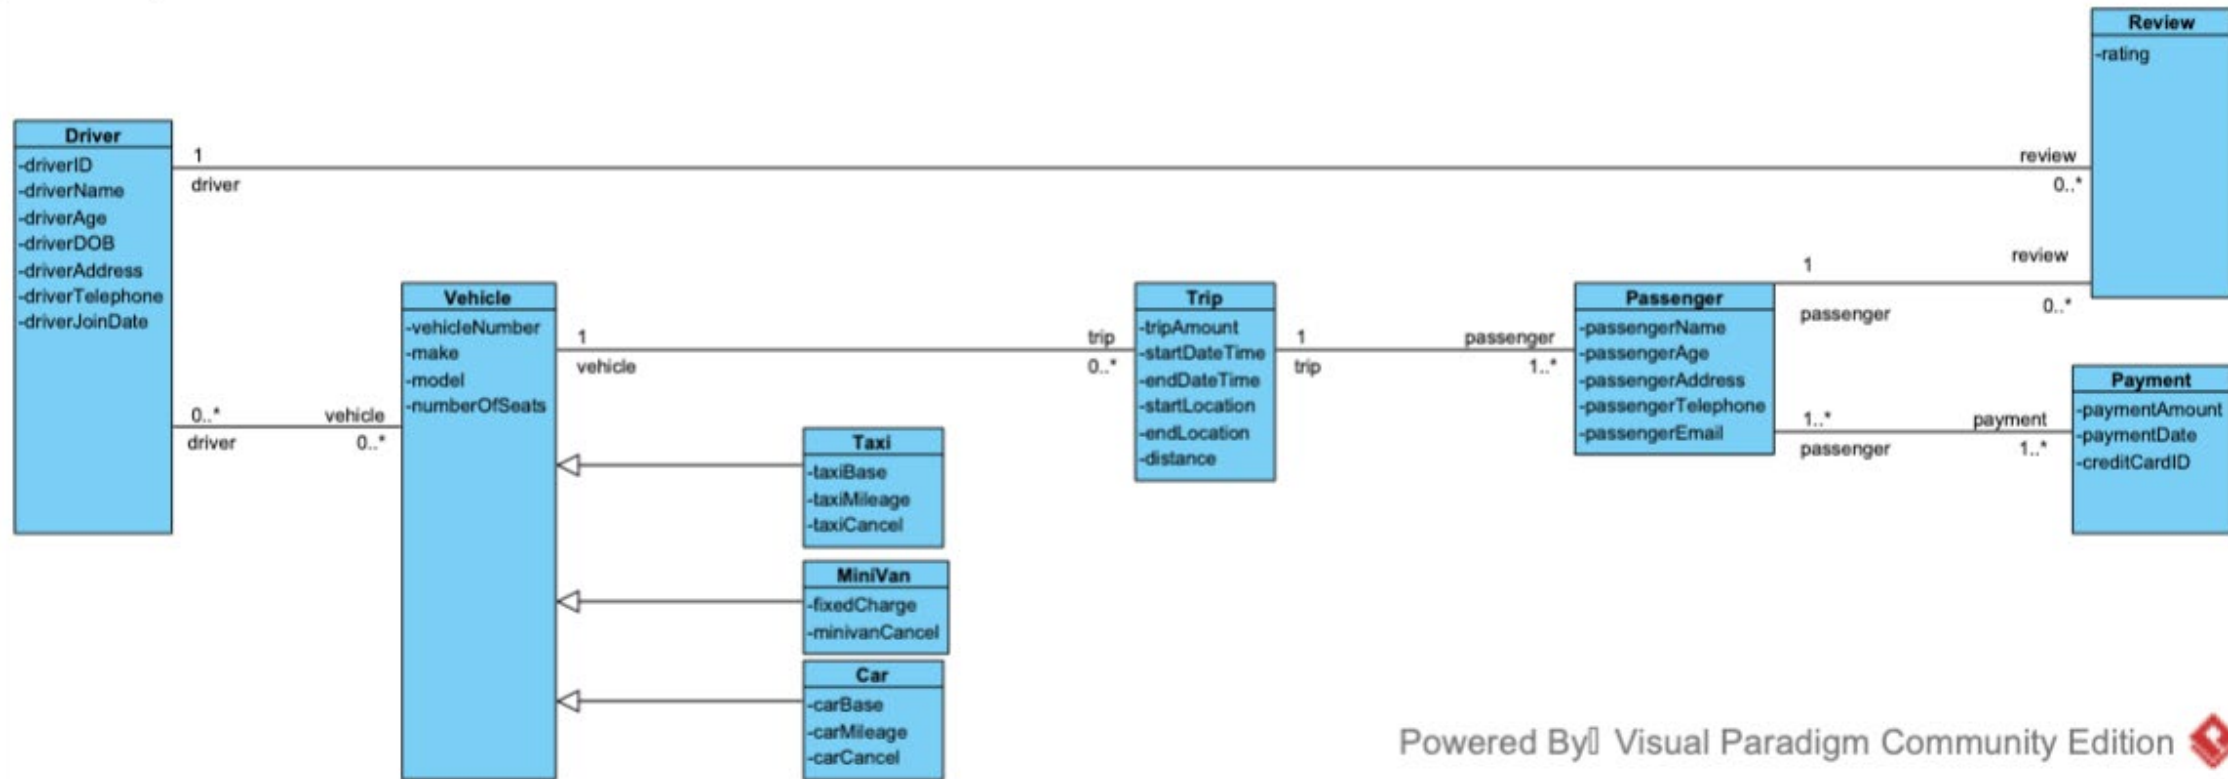 Review
-rating
Driver
-driverID
-driverName
-driverAge
-driverDOB
-driverAddress
-driverTelephone
-driverJoinDate
1
driver
review
0..*
0..*
driver
vehicle
0..*
Vehicle
-vehicleNumber
-make
-model
-numberOfSeats
1
vehicle
trip
0..*
Trip
-tripAmount
-startDateTime
-endDateTime
-startLocation
-endLocation
-distance
1
trip
passenger
1..*
Passenger
-passengerName
-passengerAge
-passengerAddress
-passengerTelephone
-passengerEmail
1
passenger
review
0..*
1..*
passenger
payment
1..*
Payment
-paymentAmount
-paymentDate
-creditCardID
Taxi
-taxiBase
-taxiMileage
-taxiCancel
MiniVan
-fixedCharge
-minivanCancel
Car
-carBase
-carMileage
-carCancel
Powered By Visual Paradigm Community Edition